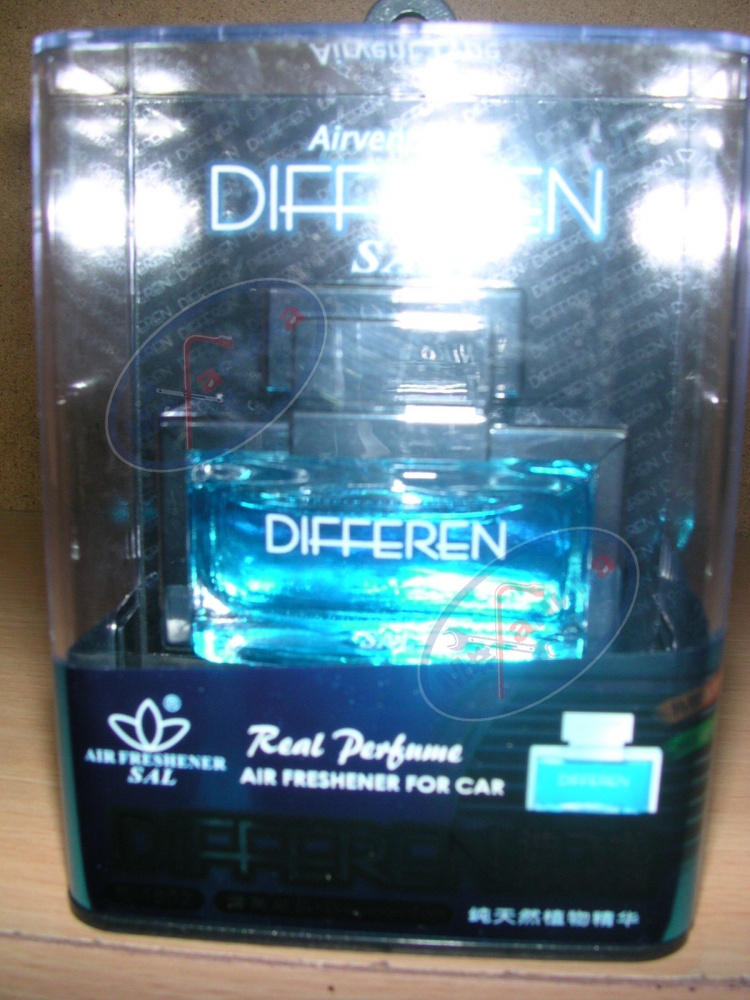 DIFFEREN
DIFFEREN
®
AIR FRESHENER
SAL
Real Perfume
AIR FRESHENER FOR CAR
DIFFEREN
DIFFEREN
纯天然植物精华